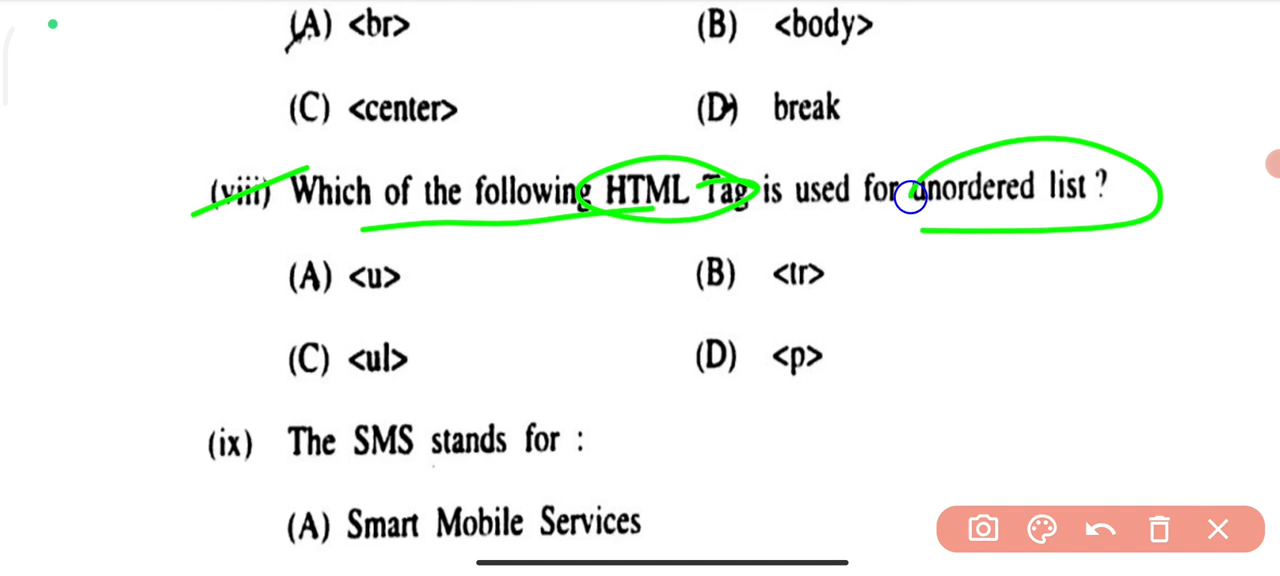 (A) <br> (B) <body>
(C) <center> (D) break
(viii) Which of the following HTML Tag is used for unordered list ?
(A) <u> (B) <tr>
(C) <ul> (D) <p>
(ix) The SMS stands for :
(A) Smart Mobile Services